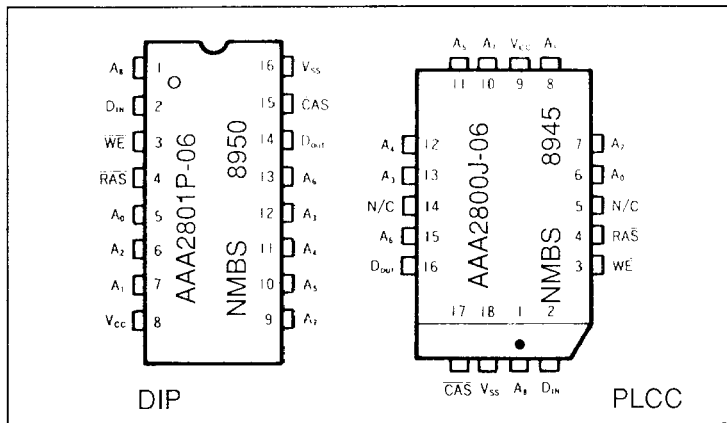 A8 1 16 VSS
DIN 2 15 CAS
WE 3 14 DOUT
RAS 4 13 A6
A0 5 12 A3
A2 6 11 A4
A1 7 10 A5
VCC 8 9 A7
AAA2801P-06
NMBS 8950
DIP
A5 A7 VCC A1
11 10 9 8
A4 12 7 A2
A3 13 6 A0
N/C 14 5 N/C
A6 15 4 RAS
DOUT 16 3 WE
AAA2800J-06
NMBS 8945
17 18 1 2
CAS VSS A8 DIN
PLCC